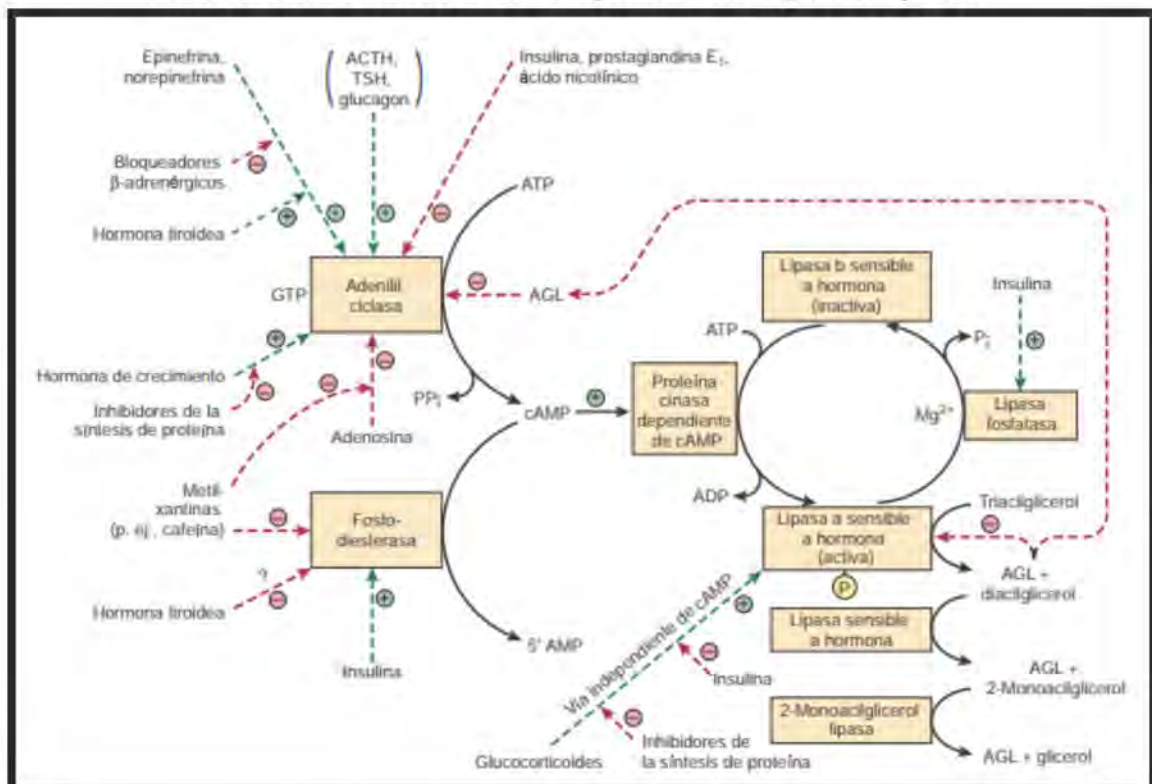 Epinefrina,
norepinefrina
ACTH,
TSH,
glucagon
Insulina, prostaglandina E₁,
ácido nicotínico
Bloqueadores
β-adrenérgicos
Hormona tiroidea
ATP
GTP
Adenilil
ciclasa
AGL
Lipasa b sensible
a hormona
(inactiva)
Insulina
ATP
Pi
Hormona de crecimiento
Inhibidores de la
síntesis de proteína
Adenosina
PPi
cAMP
Proteína
cinasa
dependiente
de cAMP
Mg²⁺
Lipasa
fosfatasa
ADP
Metil-
xantinas
(p. ej., cafeína)
Fosfo-
diesterasa
Lipasa a sensible
a hormona
(activa)
P
Triacilglicerol
AGL +
diacilglicerol
?
Hormona tiroidea
Insulina
5' AMP
Vía independiente de cAMP
Insulina
Lipasa sensible
a hormona
AGL +
2-Monoacilglicerol
2-Monoacilglicerol
lipasa
Glucocorticoides
Inhibidores de
la síntesis de proteína
AGL + glicerol